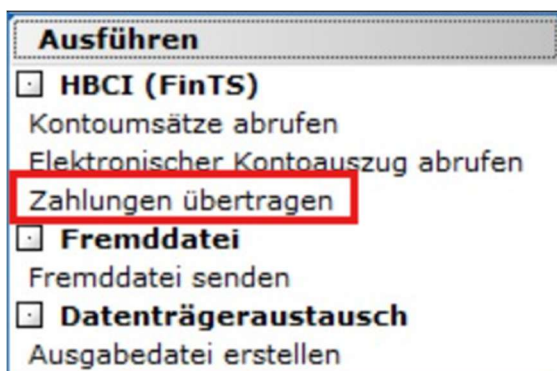 Ausführen
HBCI (FinTS)
Kontoumsätze abrufen
Elektronischer Kontoauszug abrufen
Zahlungen übertragen
Fremddatei
Fremddatei senden
Datenträgeraustausch
Ausgabedatei erstellen